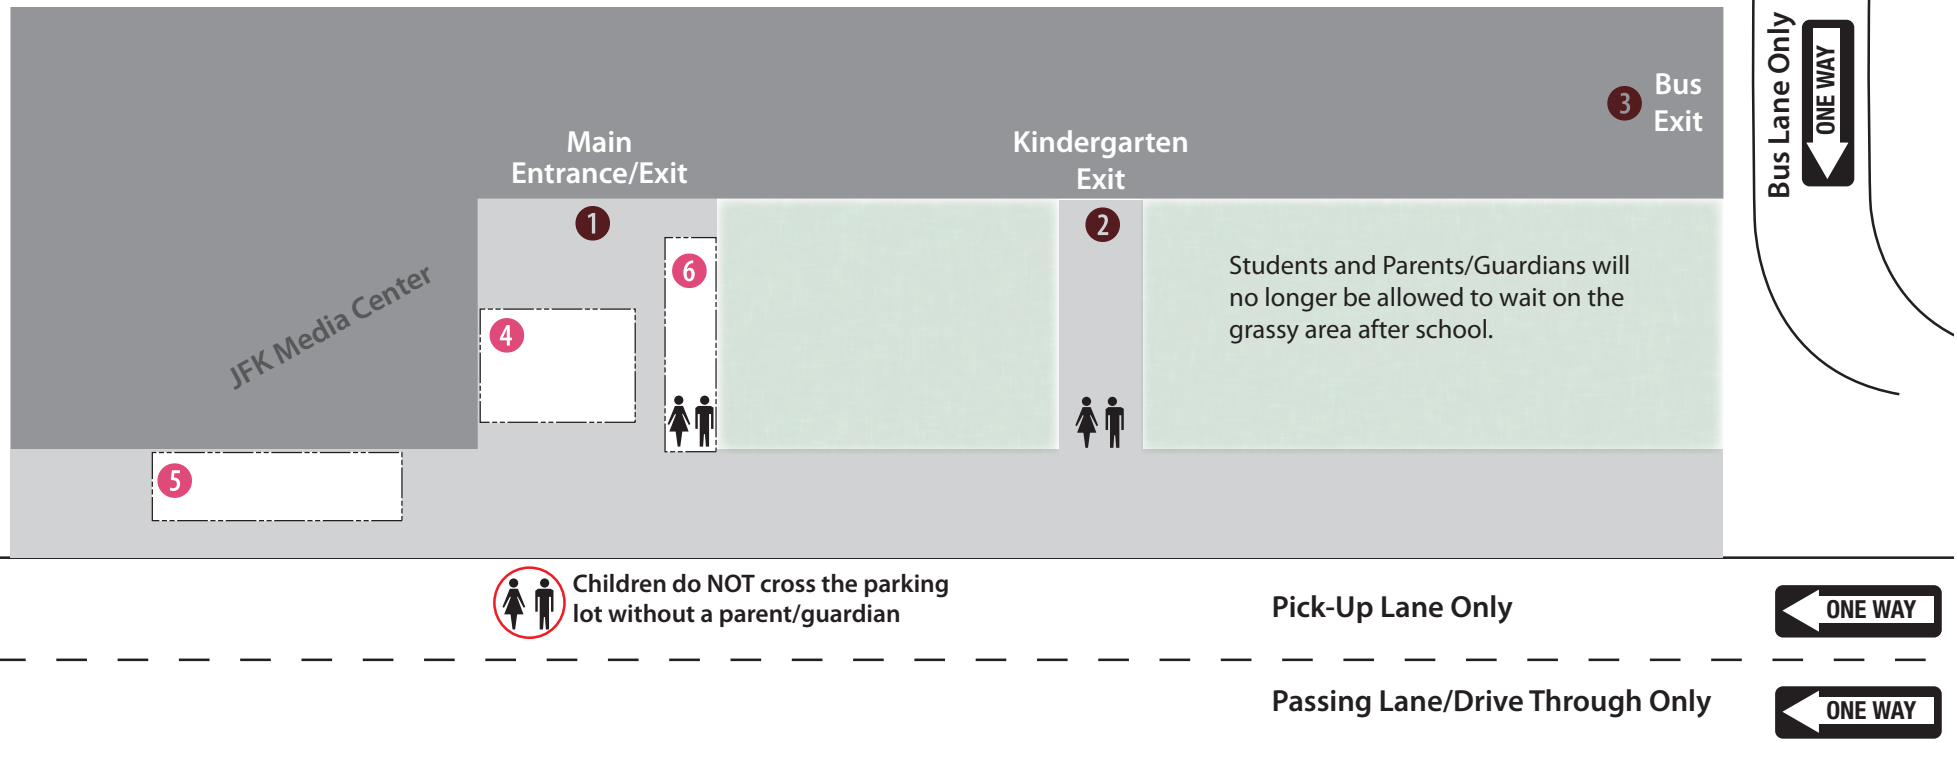 Bus Lane Only
ONE WAY
3
Bus
Exit
Main
Entrance/Exit
Kindergarten
Exit
1
2
6
Students and Parents/Guardians will
no longer be allowed to wait on the
grassy area after school.
JFK Media Center
4
5
Children do NOT cross the parking
lot without a parent/guardian
Pick-Up Lane Only
ONE WAY
Passing Lane/Drive Through Only
ONE WAY